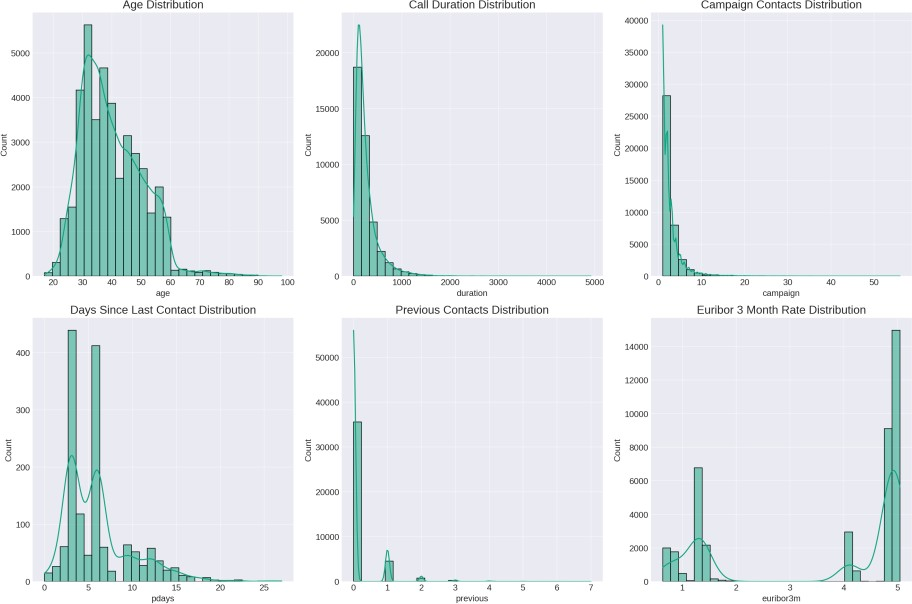 Age Distribution
Count
5000
4000
3000
2000
1000
0
20 30 40 50 60 70 80 90 100
age
Call Duration Distribution
Count
20000
15000
10000
5000
0
0 1000 2000 3000 4000 5000
duration
Campaign Contacts Distribution
Count
40000
35000
30000
25000
20000
15000
10000
5000
0
0 10 20 30 40 50
campaign
Days Since Last Contact Distribution
Count
400
300
200
100
0
0 5 10 15 20 25
pdays
Previous Contacts Distribution
Count
50000
40000
30000
20000
10000
0
0 1 2 3 4 5 6 7
previous
Euribor 3 Month Rate Distribution
Count
14000
12000
10000
8000
6000
4000
2000
0
1 2 3 4 5
euribor3m